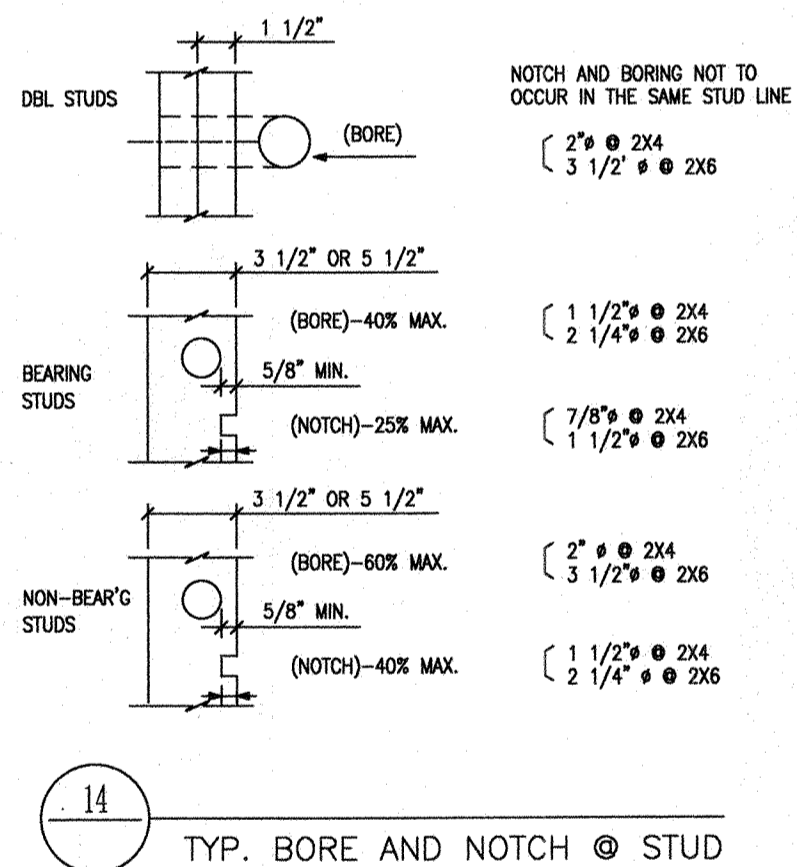 1 1/2"
DBL STUDS
(BORE)
NOTCH AND BORING NOT TO
OCCUR IN THE SAME STUD LINE
2"ø @ 2X4
3 1/2' ø @ 2X6
3 1/2" OR 5 1/2"
(BORE)-40% MAX.
1 1/2"ø @ 2X4
2 1/4"ø @ 2X6
BEARING
STUDS
5/8" MIN.
(NOTCH)-25% MAX.
7/8"ø @ 2X4
1 1/2"ø @ 2X6
3 1/2" OR 5 1/2"
(BORE)-60% MAX.
2" ø @ 2X4
3 1/2"ø @ 2X6
NON-BEAR'G
STUDS
5/8" MIN.
(NOTCH)-40% MAX.
1 1/2"ø @ 2X4
2 1/4" ø @ 2X6
14
TYP. BORE AND NOTCH @ STUD